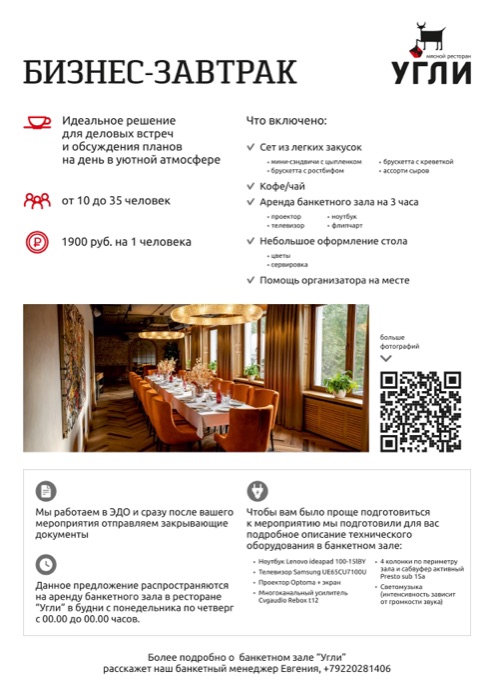 мясной ресторан
УГЛИ
БИЗНЕС-ЗАВТРАК
Идеальное решение
для деловых встреч
и обсуждения планов
на день в уютной атмосфере
от 10 до 35 человек
1900 руб. на 1 человека
Что включено:
Сет из легких закусок
• мини-сэндвичи с цыпленком
• брускетта с ростбифом
• брускетта с креветкой
• ассорти сыров
Кофе/чай
Аренда банкетного зала на 3 часа
• проектор
• телевизор
• ноутбук
• флипчарт
Небольшое оформление стола
• цветы
• сервировка
Помощь организатора на месте
больше
фотографий
Мы работаем в ЭДО и сразу после вашего
мероприятия отправляем закрывающие
документы
Данное предложение распространяются
на аренду банкетного зала в ресторане
“Угли” в будни с понедельника по четверг
с 00.00 до 00.00 часов.
Чтобы вам было проще подготовиться
к мероприятию мы подготовили для вас
подробное описание технического
оборудования в банкетном зале:
• Ноутбук Lenovo ideapad 100-15IBY
• Телевизор Samsung UE65CU7100U
• Проектор Optoma + экран
• Многоканальный усилитель
Cvgaudio Rebox t12
• 4 колонки по периметру
зала и сабвуфер активный
Presto sub 15a
• Светомузыка
(интенсивность зависит
от громкости звука)
Более подробно о банкетном зале “Угли”
расскажет наш банкетный менеджер Евгения, +79220281406